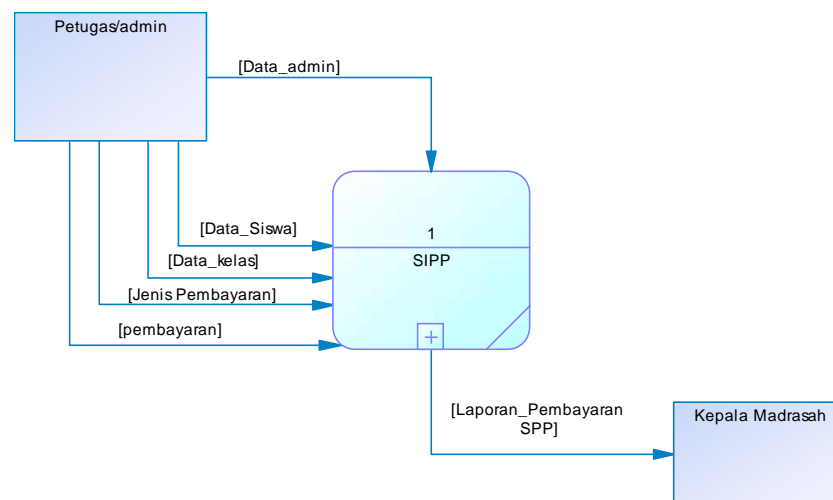 Petugas/admin
[Data_admin]
[Data_Siswa]
1
[Data_kelas]
SIPP
[Jenis Pembayaran]
[pembayaran]
[Laporan_Pembayaran
SPP]
Kepala Madrasah